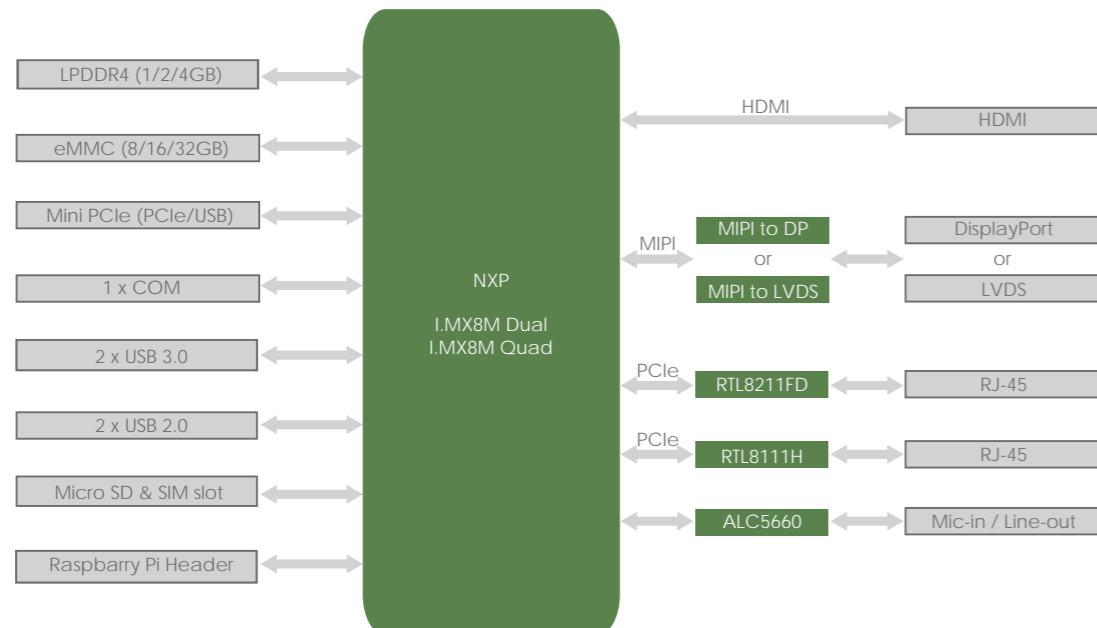 LPDDR4 (1/2/4GB)
eMMC (8/16/32GB)
Mini PCIe (PCIe/USB)
1 x COM
2 x USB 3.0
2 x USB 2.0
Micro SD & SIM slot
Raspbarry Pi Header
NXP
I.MX8M Dual
I.MX8M Quad
HDMI
HDMI
MIPI
MIPI to DP
or
MIPI to LVDS
DisplayPort
or
LVDS
PCIe
RTL8211FD
RJ-45
PCIe
RTL8111H
RJ-45
ALC5660
Mic-in / Line-out